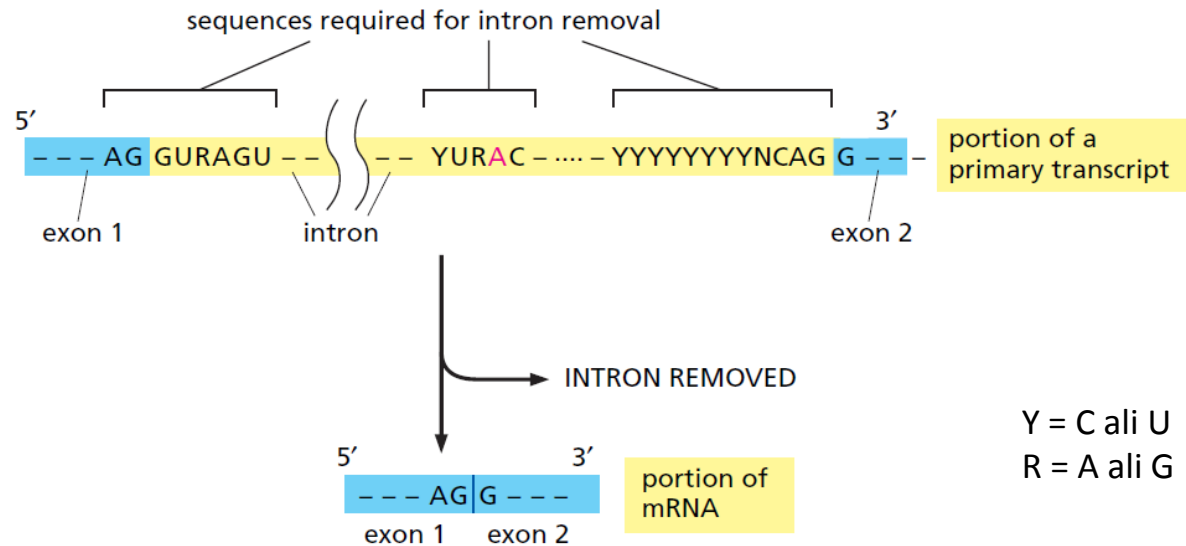 sequences required for intron removal
5′ 3′
– – – AG GURAGU – – – – YURAC – ···· – YYYYYYYYNCAG G – – –
portion of a
primary transcript
exon 1 intron exon 2
INTRON REMOVED
Y = C ali U
R = A ali G
5′ 3′
– – – AG G – – –
exon 1 exon 2
portion of
mRNA